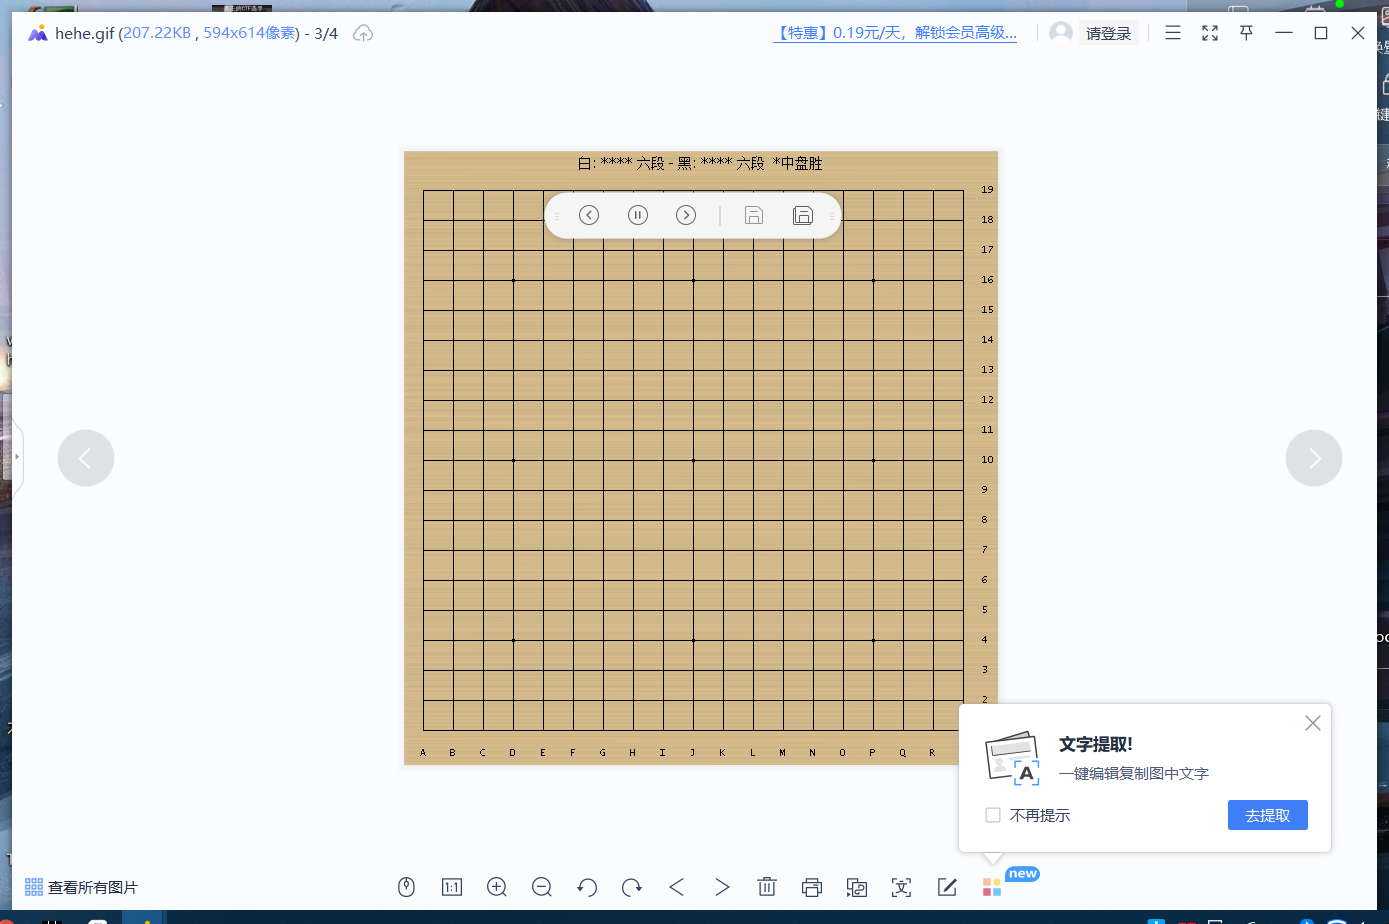 hehe.gif (207.22KB , 594x614像素) - 3/4
【特惠】0.19元/天，解锁会员高级...
请登录
白: **** 六段 - 黑: **** 六段  *中盘胜
19
18
17
16
15
14
13
12
11
10
9
8
7
6
5
4
3
2
A B C D E F G H I J K L M N O P Q R
文字提取!
一键编辑复制图中文字
不再提示
去提取
查看所有图片
1:1
new